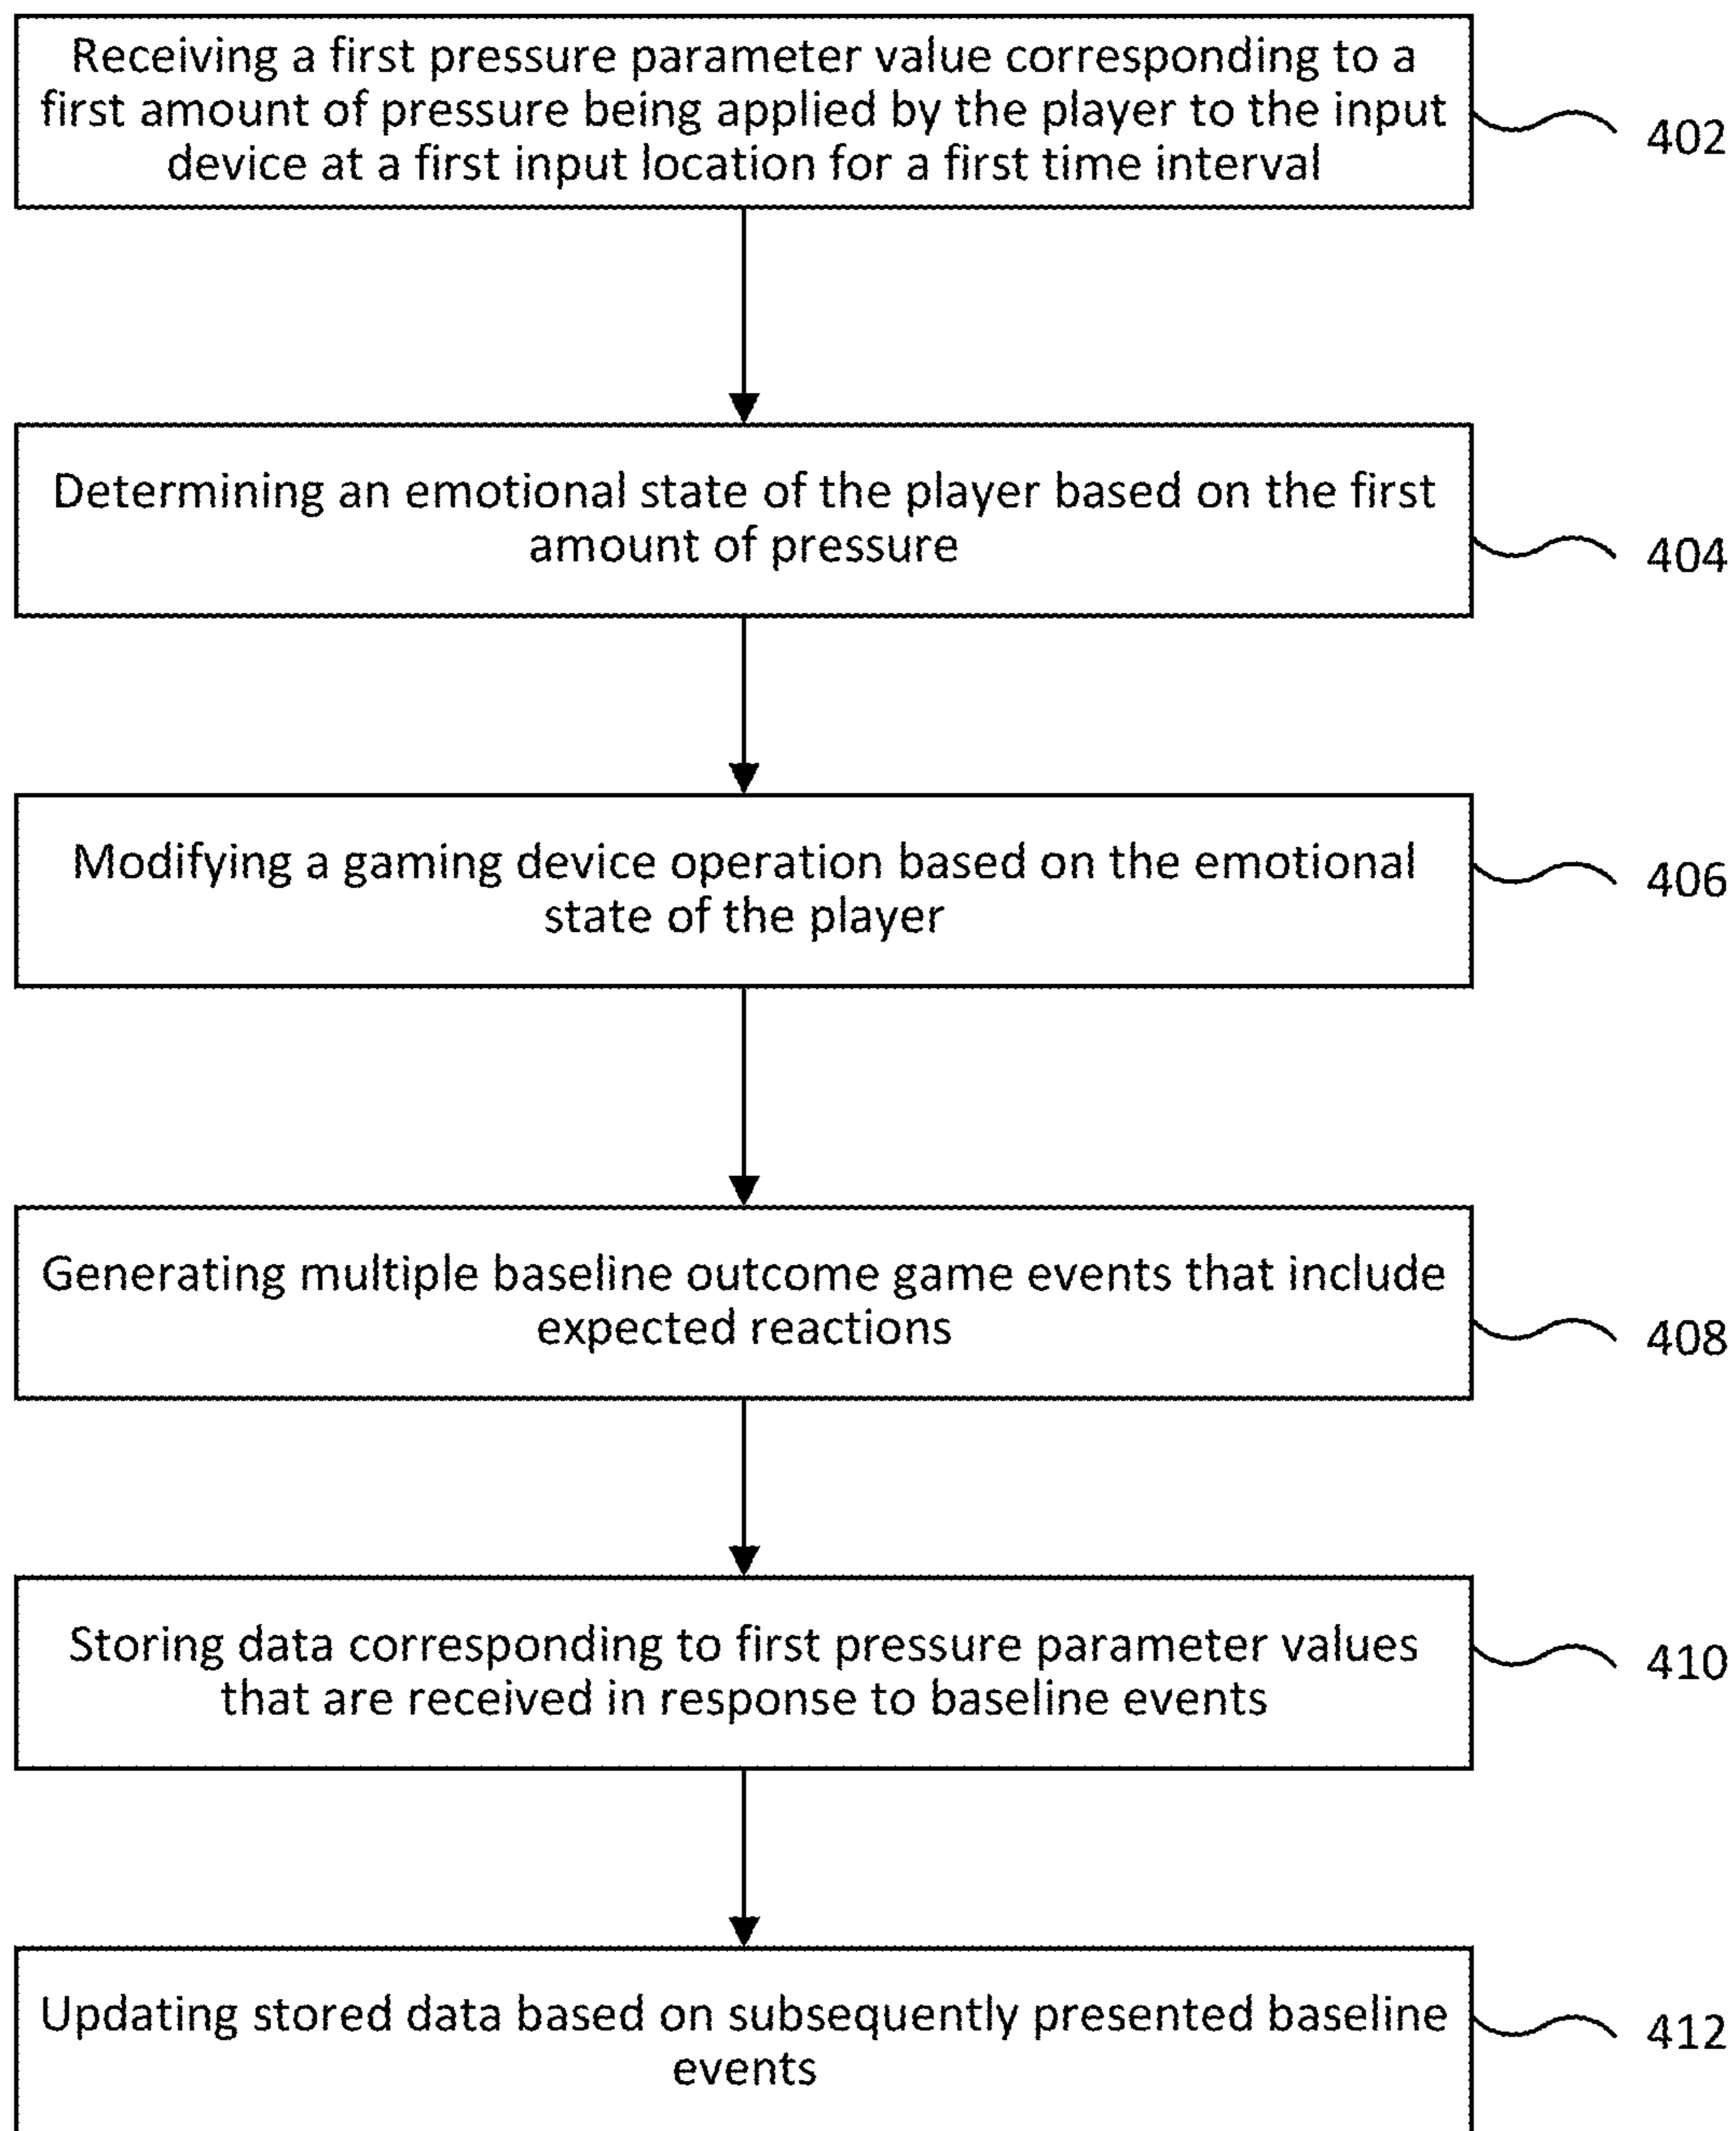 Receiving a first pressure parameter value corresponding to a
first amount of pressure being applied by the player to the input
device at a first input location for a first time interval
402
Determining an emotional state of the player based on the first
amount of pressure
404
Modifying a gaming device operation based on the emotional
state of the player
406
Generating multiple baseline outcome game events that include
expected reactions
408
Storing data corresponding to first pressure parameter values
that are received in response to baseline events
410
Updating stored data based on subsequently presented baseline
events
412